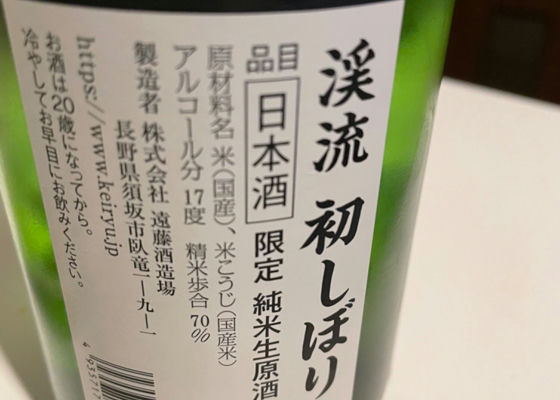 渓流 初しぼり
品目 日本酒 限定 純米生原酒
原材料名 米(国産)、米こうじ(国産米)
アルコール分 17度 精米歩合 70%
製造者 株式会社 遠藤酒造場
長野県須坂市臥竜一ー九ー一
https://www.keiryu.jp
お酒は20歳になってから。
冷やしてお早目にお飲みください。